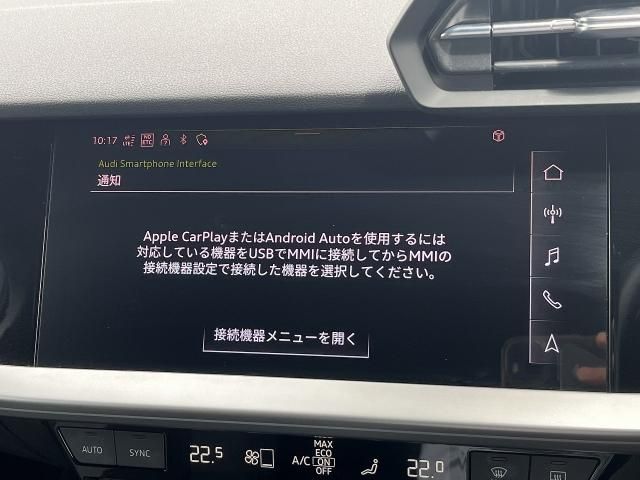 10:17
LTE
NO
ETC
Audi Smartphone Interface
通知
Apple CarPlayまたはAndroid Autoを使用するには
対応している機器をUSBでMMIに接続してからMMIの
接続機器設定で接続した機器を選択してください。
接続機器メニューを開く
AUTO
SYNC
22.5
A/C
MAX
ECO
ON
OFF
22.0